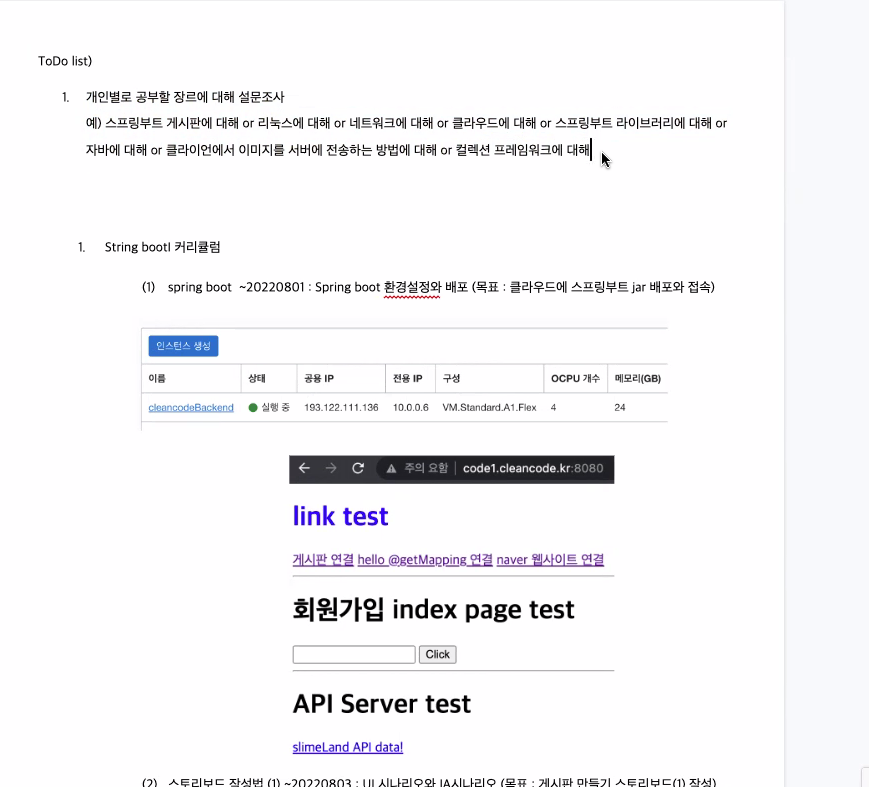 ToDo list)
1. 개인별로 공부할 장르에 대해 설문조사
예) 스프링부트 게시판에 대해 or 리눅스에 대해 or 네트워크에 대해 or 클라우드에 대해 or 스프링부트 라이브러리에 대해 or
자바에 대해 or 클라이언에서 이미지를 서버에 전송하는 방법에 대해 or 컬렉션 프레임워크에 대해
1. String bootI 커리큘럼
(1) spring boot ~20220801 : Spring boot 환경설정와 배포 (목표 : 클라우드에 스프링부트 jar 배포와 접속)
인스턴스 생성
이름 상태 공용 IP 전용 IP 구성 OCPU 개수 메모리(GB)
cleancodeBackend 실행 중 193.122.111.136 10.0.0.6 VM.Standard.A1.Flex 4 24
주의 요함 code1.cleancode.kr:8080
link test
게시판 연결 hello @getMapping 연결 naver 웹사이트 연결
회원가입 index page test
Click
API Server test
slimeLand API data!
(2) 스토리보드 작성법 (1) ~20220803 : UI 시나리오와 IA시나리오 (목표 : 게시판 만들기 스토리보드(1) 작성)